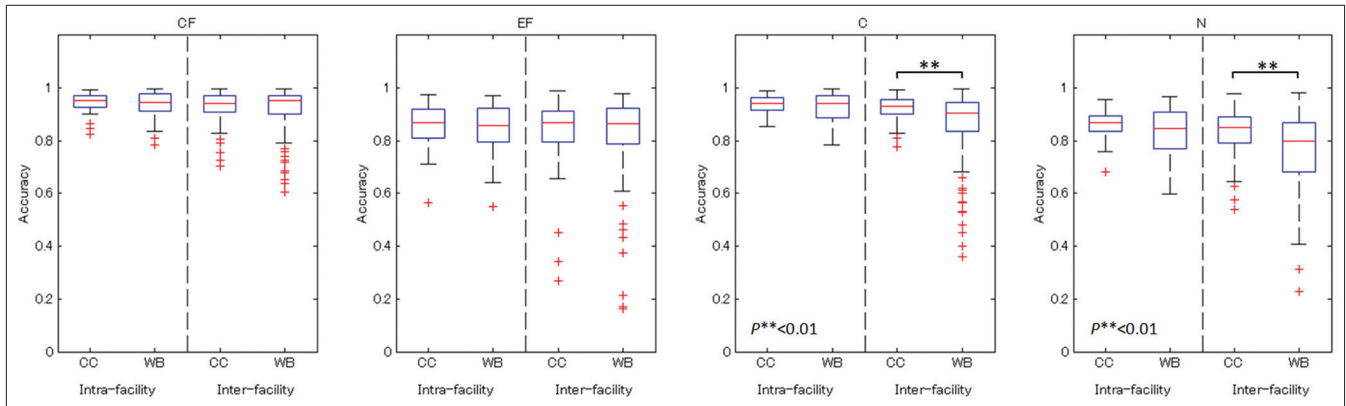 CF
1
0.8
0.6
0.4
0.2
0
Accuracy
CC WB CC WB
Intra-facility Inter-facility
EF
1
0.8
0.6
0.4
0.2
0
Accuracy
CC WB CC WB
Intra-facility Inter-facility
C
**
1
0.8
0.6
0.4
0.2
0
Accuracy
P**<0.01
CC WB CC WB
Intra-facility Inter-facility
N
**
1
0.8
0.6
0.4
0.2
0
Accuracy
P**<0.01
CC WB CC WB
Intra-facility Inter-facility